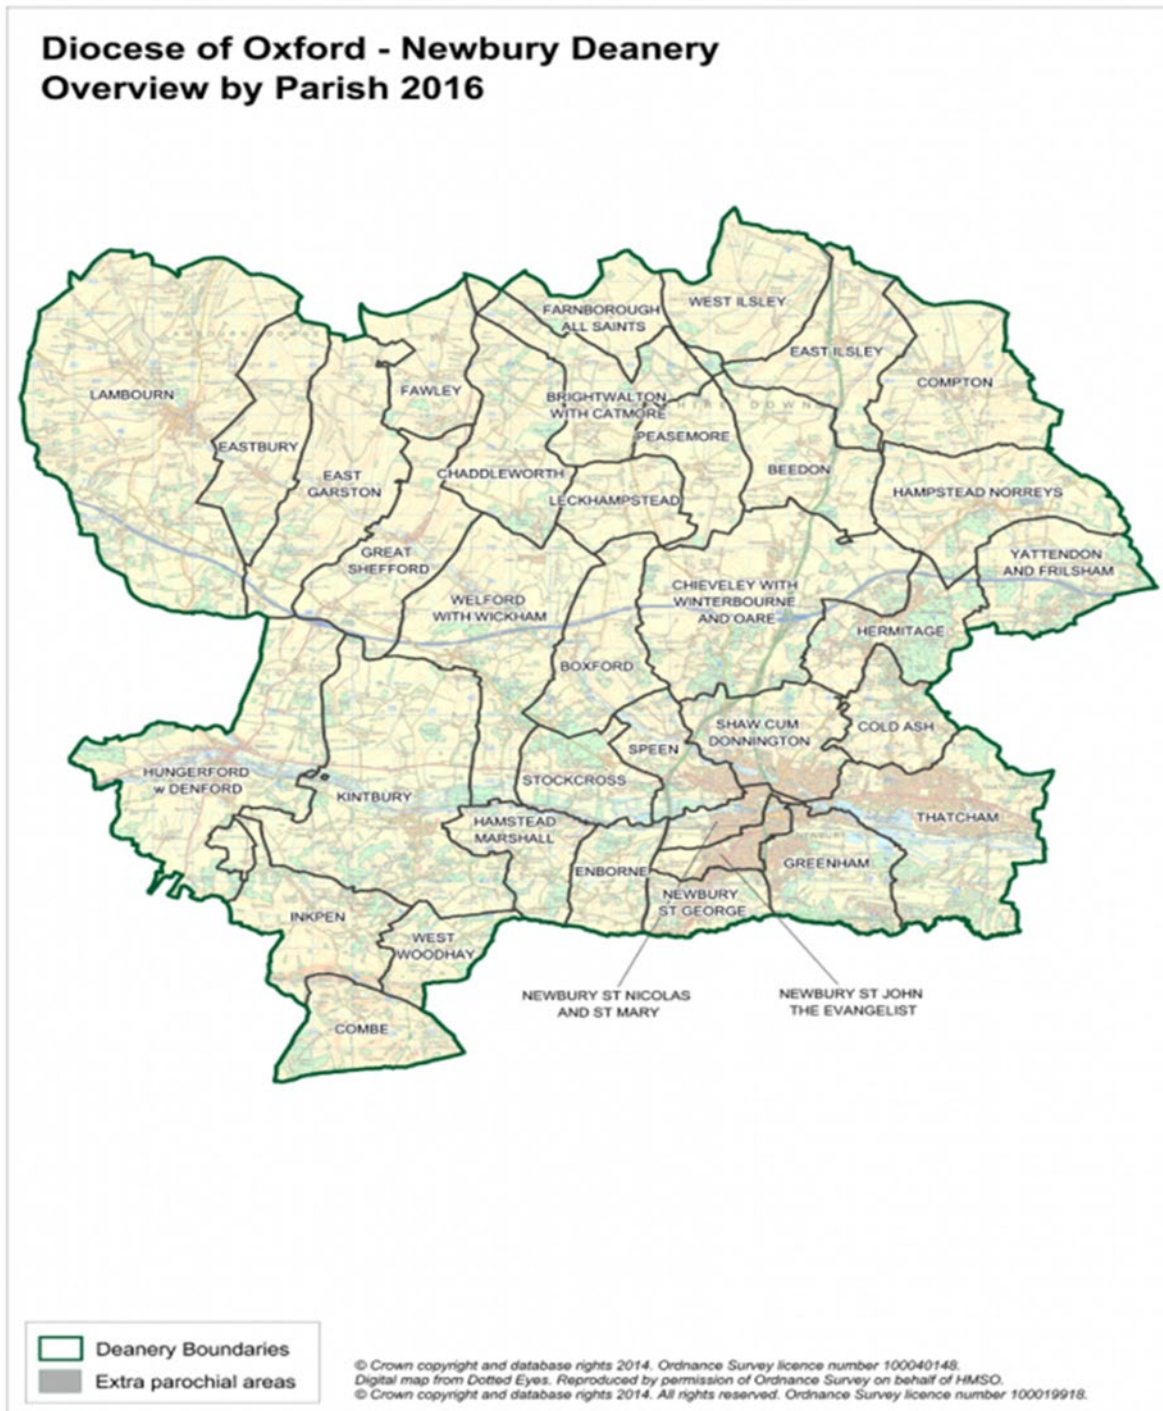 Diocese of Oxford - Newbury Deanery
Overview by Parish 2016
WEST ILSLEY
FARNBOROUGH
ALL SAINTS
EAST ILSLEY
COMPTON
LAMBOURN
FAWLEY
BRIGHTWALTON
WITH CATMORE
PEASEMORE
EASTBURY
EAST
GARSTON
CHADDLEWORTH
BEEDON
LECKHAMPSTEAD
HAMPSTEAD NORREYS
GREAT
SHEFFORD
YATTENDON
AND FRILSHAM
CHIEVELEY WITH
WINTERBOURNE
AND OARE
WELFORD
WITH WICKHAM
HERMITAGE
BOXFORD
SHAW CUM
DONNINGTON
COLD ASH
SPEEN
HUNGERFORD
w DENFORD
STOCKCROSS
KINTBURY
HAMSTEAD
MARSHALL
THATCHAM
ENBORNE
GREENHAM
NEWBURY
ST GEORGE
INKPEN
WEST
WOODHAY
NEWBURY ST NICOLAS
AND ST MARY
NEWBURY ST JOHN
THE EVANGELIST
COMBE
Deanery Boundaries
Extra parochial areas
© Crown copyright and database rights 2014. Ordnance Survey licence number 100040148.
Digital map from Dotted Eyes. Reproduced by permission of Ordnance Survey on behalf of HMSO.
© Crown copyright and database rights 2014. All rights reserved. Ordnance Survey licence number 100019918.